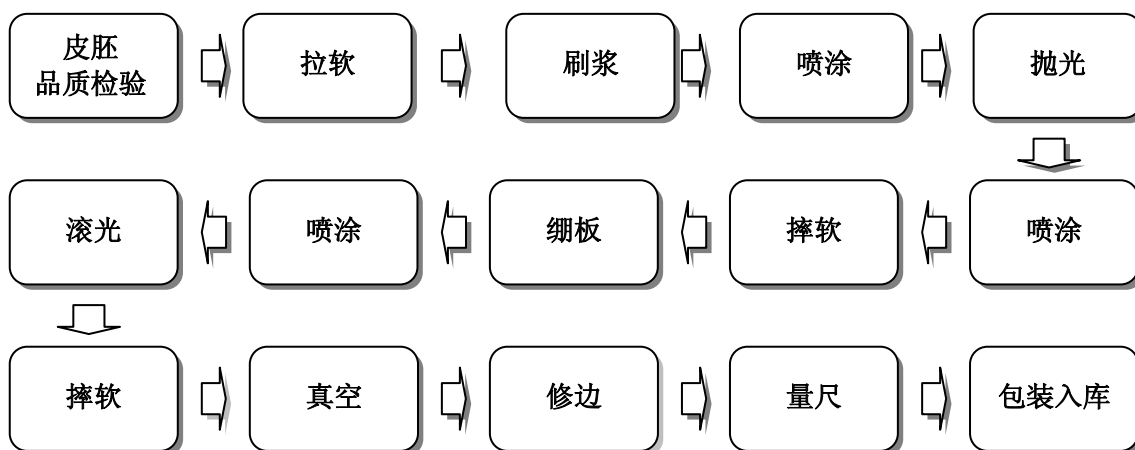 皮胚
品质检验
拉软
刷浆
喷涂
抛光
喷涂
摔软
绷板
喷涂
滚光
摔软
真空
修边
量尺
包装入库